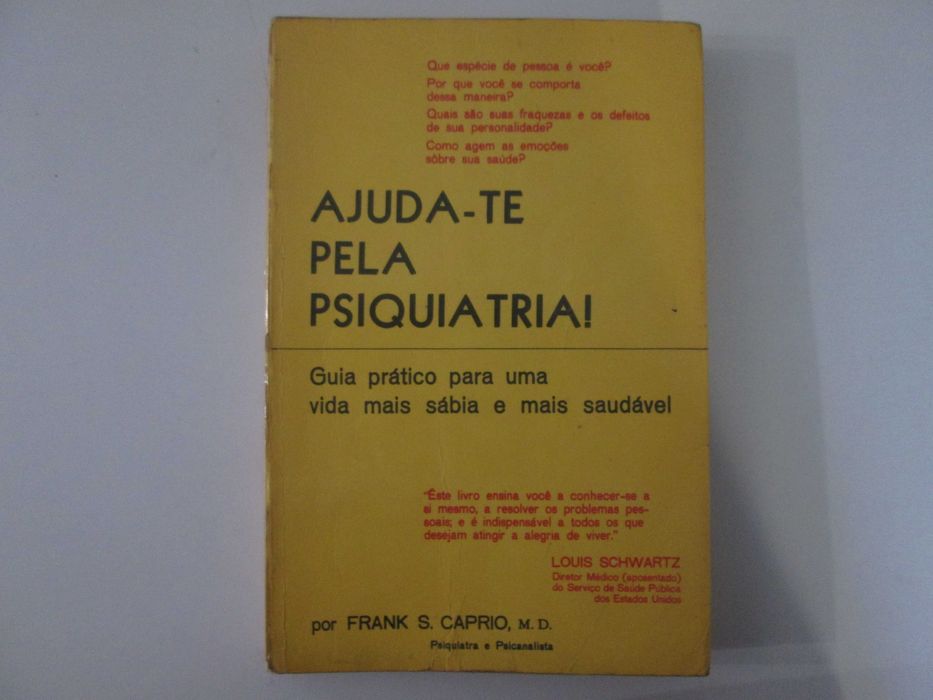 Que espécie de pessoa é você?
Por que você se comporta
dessa maneira?
Quais são suas fraquezas e os defeitos
de sua personalidade?
Como agem as emoções
sôbre sua saúde?
AJUDA-TE
PELA
PSIQUIATRIA!
Guia prático para uma
vida mais sábia e mais saudável
"Êste livro ensina você a conhecer-se a
si mesmo, a resolver os problemas pes-
soais; e é indispensável a todos os que
desejam atingir a alegria de viver."
LOUIS SCHWARTZ
Diretor Médico (aposentado)
do Serviço de Saúde Pública
dos Estados Unidos
por FRANK S. CAPRIO, M. D.
Psiquiatra e Psicanalista